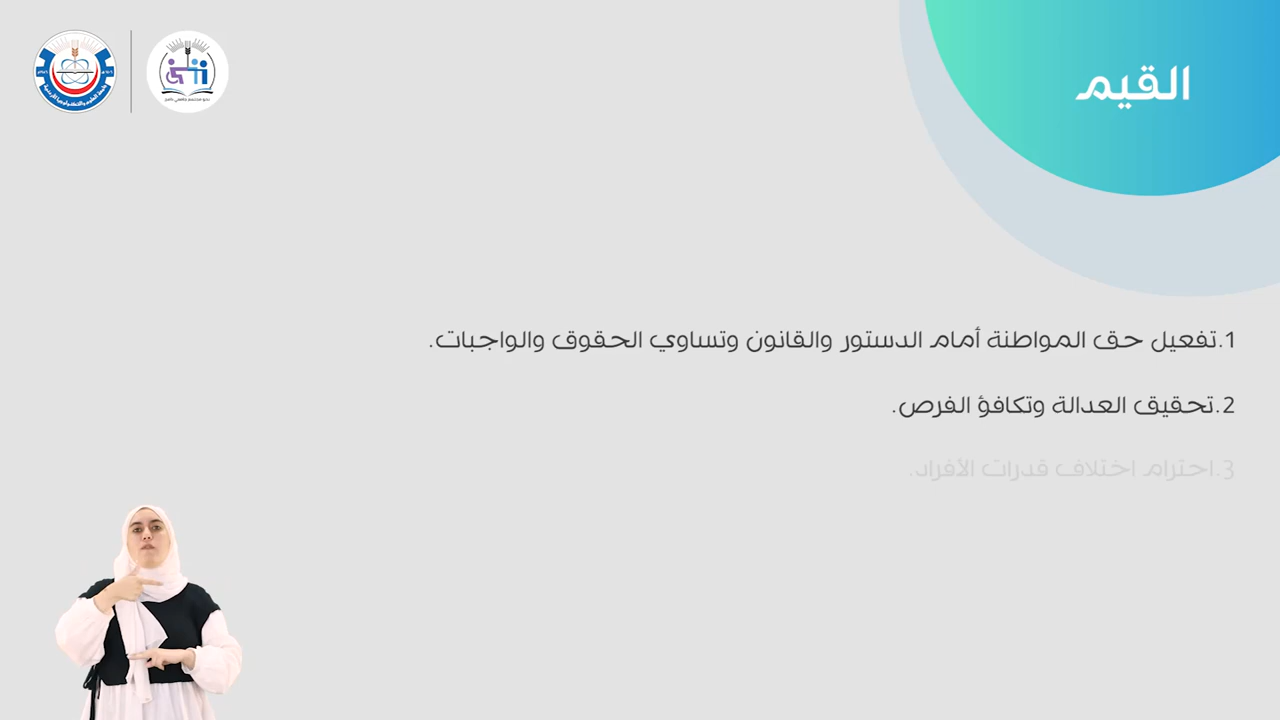 القيم
1.تفعيل حق المواطنة أمام الدستور والقانون وتساوي الحقوق والواجبات.
2.تحقيق العدالة وتكافؤ الفرص.
3.احترام اختلاف قدرات الأفراد.